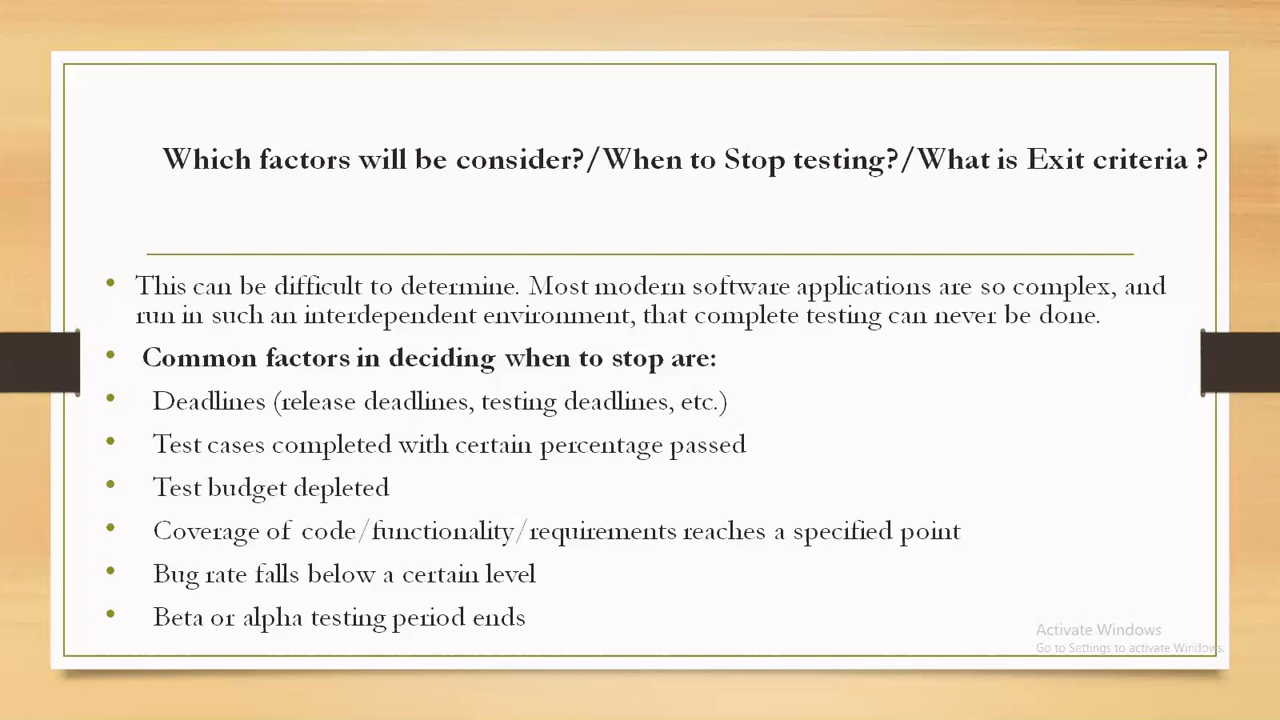 Which factors will be consider?/When to Stop testing?/What is Exit criteria ?
• This can be difficult to determine. Most modern software applications are so complex, and
run in such an interdependent environment, that complete testing can never be done.
• Common factors in deciding when to stop are:
• Deadlines (release deadlines, testing deadlines, etc.)
• Test cases completed with certain percentage passed
• Test budget depleted
• Coverage of code/functionality/requirements reaches a specified point
• Bug rate falls below a certain level
• Beta or alpha testing period ends
Activate Windows
Go to Settings to activate Windows.